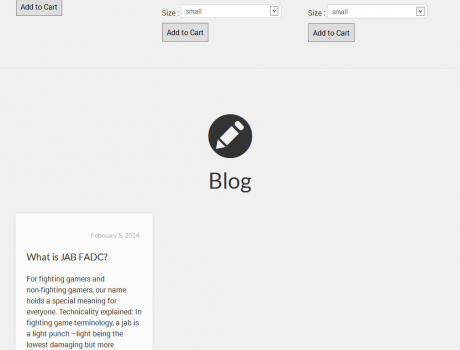 Add to Cart
Size : small
Size : small
Add to Cart
Add to Cart
Blog
February 5, 2014
What is JAB FADC?
For fighting gamers and
non-fighting gamers, our name
holds a special meaning for
everyone. Technicality explained: In
fighting game terminology, a jab is
a light punch –light being the
lowest damaging but more